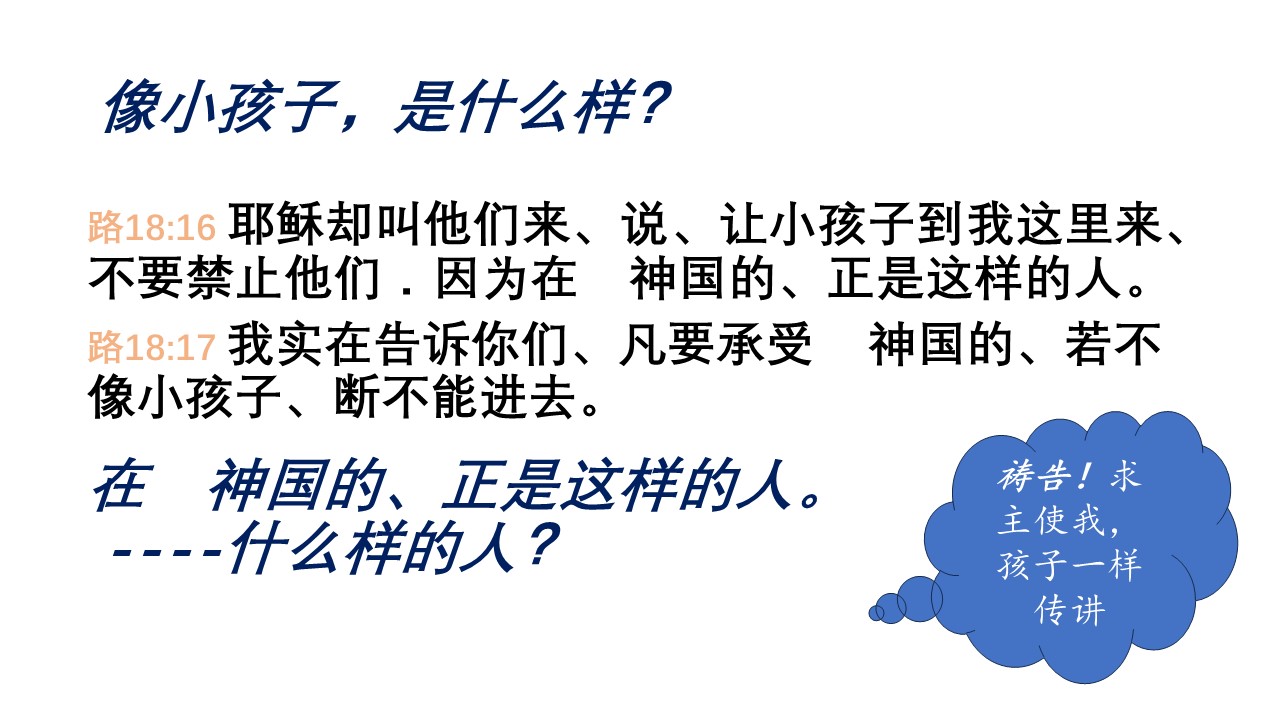 像小孩子，是什么样？
路18:16 耶稣却叫他们来、说、让小孩子到我这里来、
不要禁止他们．因为在　神国的、正是这样的人。
路18:17 我实在告诉你们、凡要承受　神国的、若不
像小孩子、断不能进去。
在　神国的、正是这样的人。
----什么样的人？
祷告！求
主使我，
孩子一样
传讲